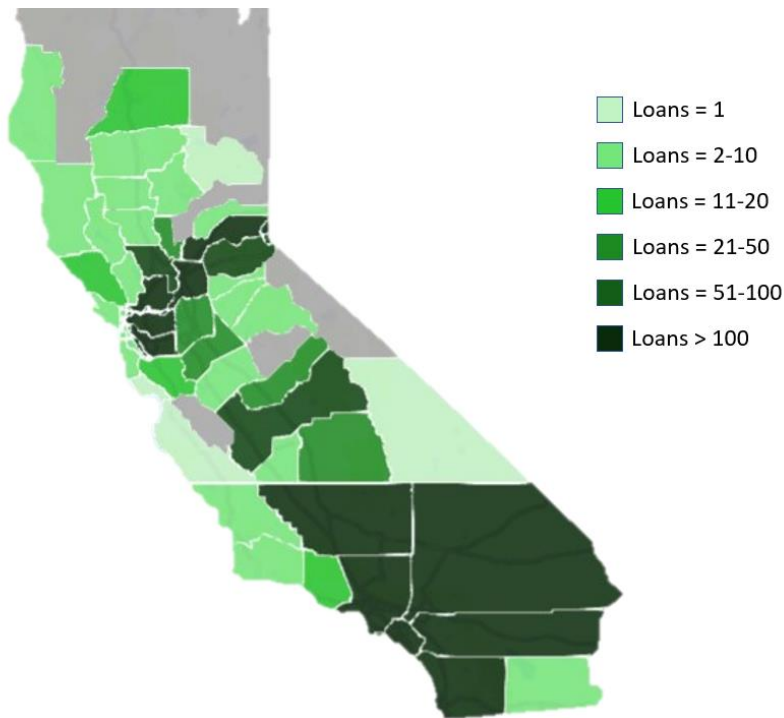 Loans = 1
Loans = 2-10
Loans = 11-20
Loans = 21-50
Loans = 51-100
Loans > 100